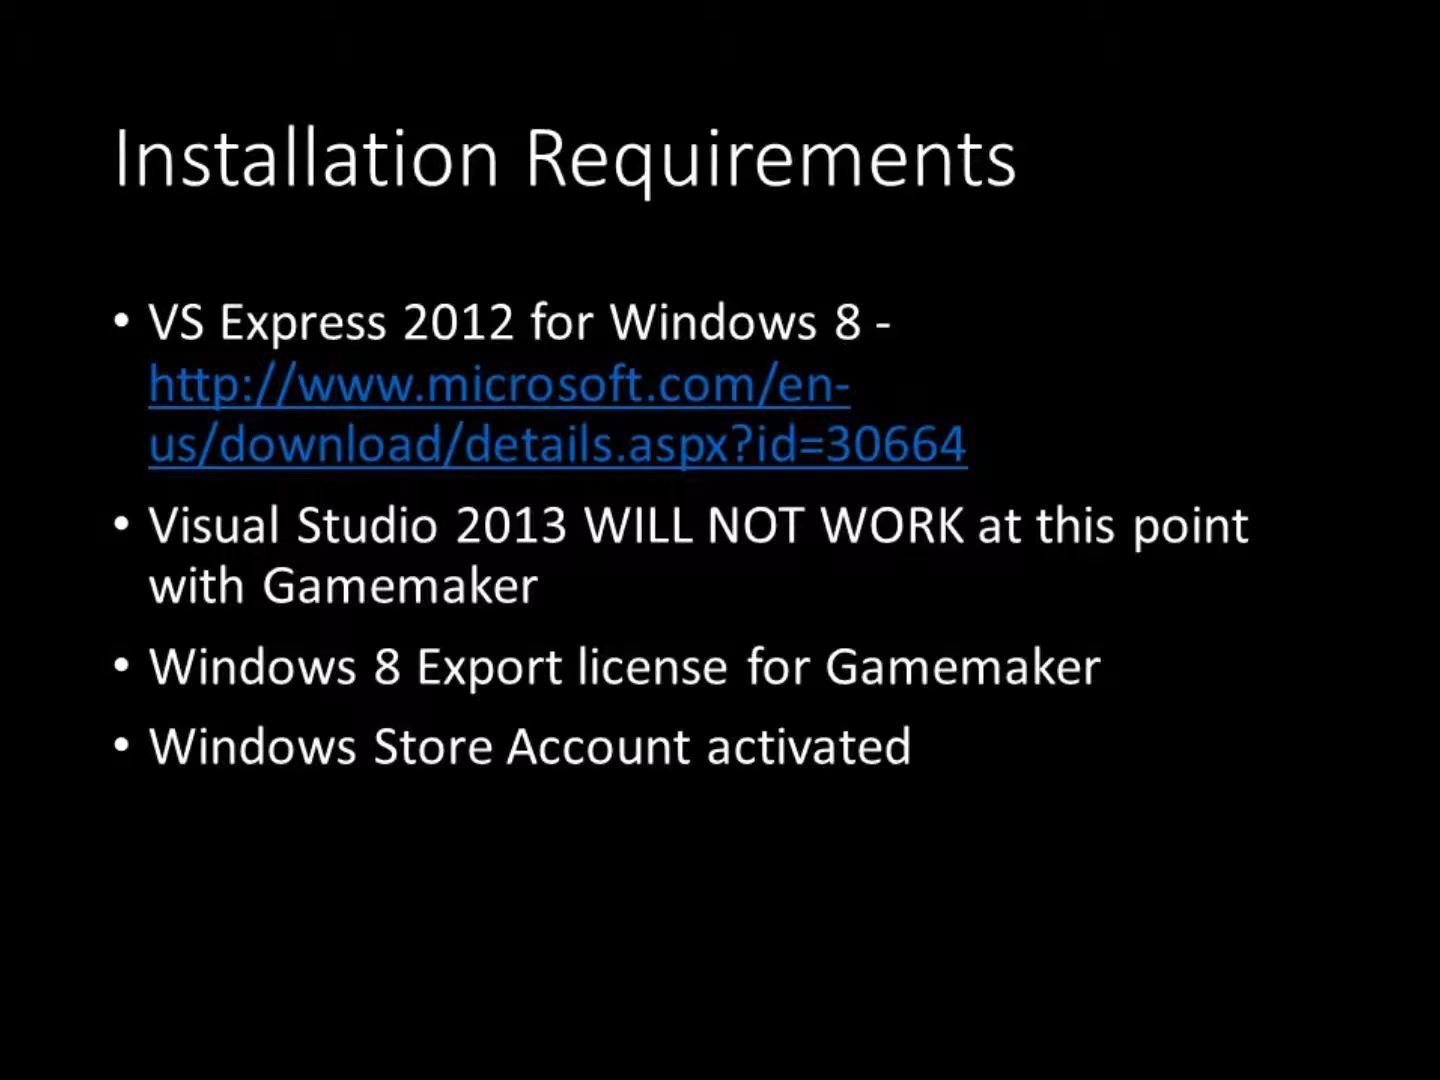 Installation Requirements
• VS Express 2012 for Windows 8 -
http://www.microsoft.com/en-
us/download/details.aspx?id=30664
• Visual Studio 2013 WILL NOT WORK at this point
with Gamemaker
• Windows 8 Export license for Gamemaker
• Windows Store Account activated